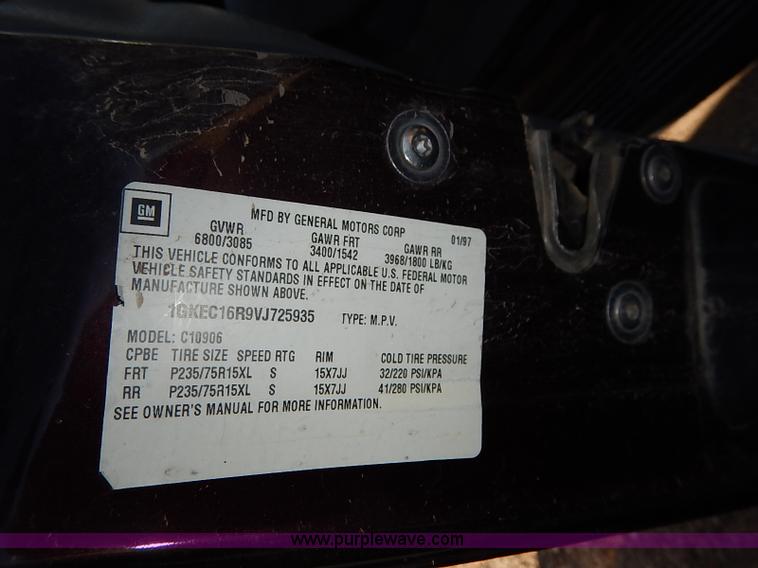 GM
MFD BY GENERAL MOTORS CORP 01/97
GVWR GAWR FRT GAWR RR
6800/3085 3400/1542 3968/1800 LB/KG
THIS VEHICLE CONFORMS TO ALL APPLICABLE U.S. FEDERAL MOTOR
VEHICLE SAFETY STANDARDS IN EFFECT ON THE DATE OF
MANUFACTURE SHOWN ABOVE.
1GKEC16R9VJ725935 TYPE: M.P.V.
MODEL: C10906
CPBE TIRE SIZE SPEED RTG RIM COLD TIRE PRESSURE
FRT P235/75R15XL S 15X7JJ 32/220 PSI/KPA
RR P235/75R15XL S 15X7JJ 41/280 PSI/KPA
SEE OWNER'S MANUAL FOR MORE INFORMATION.
www.purplewave.com